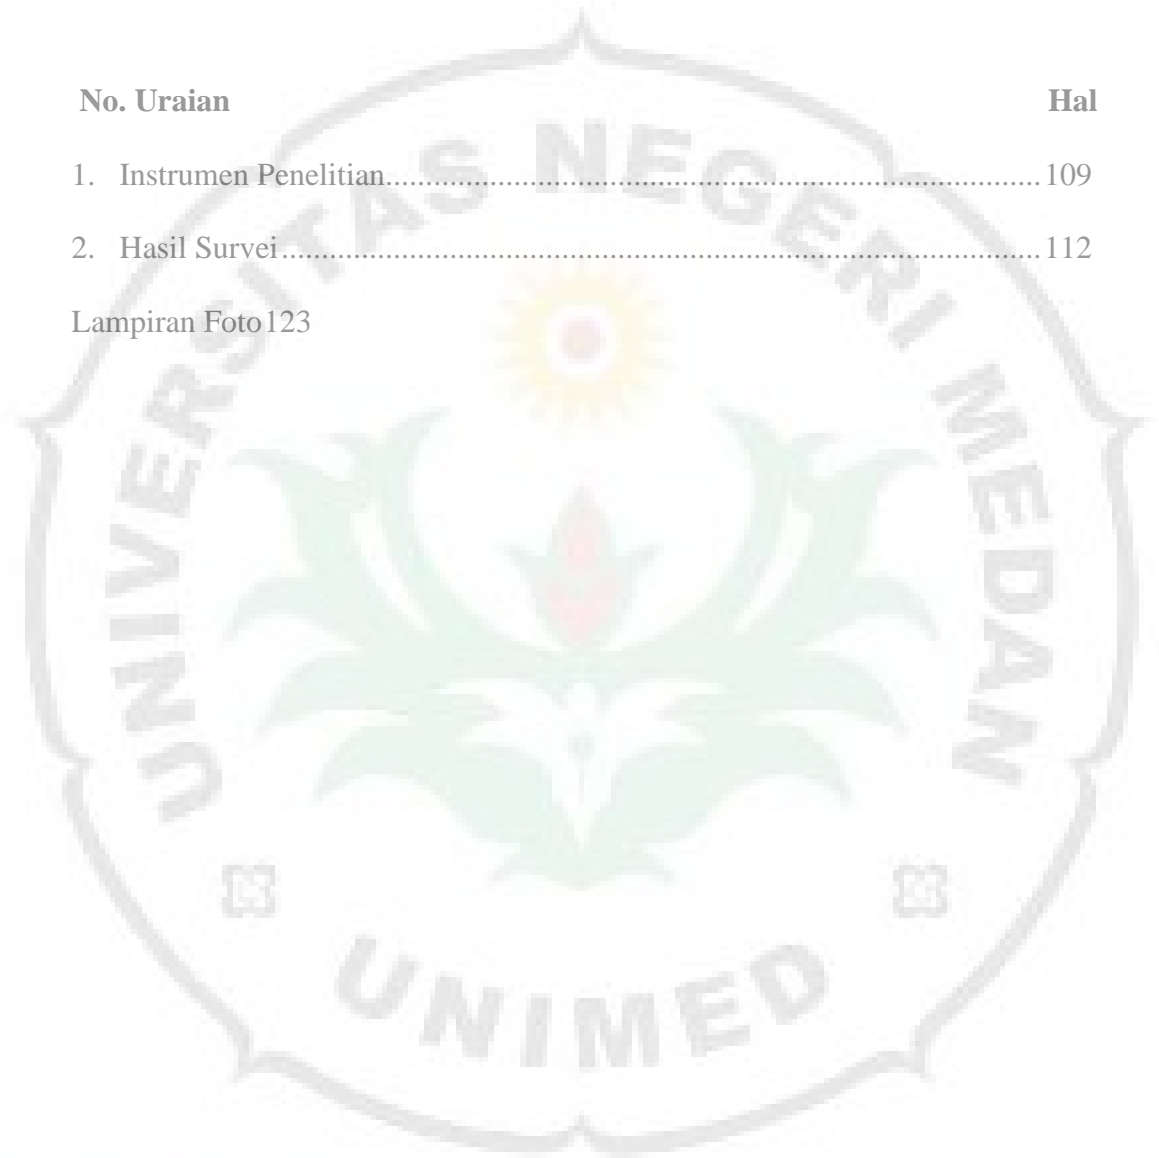 No. Uraian Hal
1. Instrumen Penelitian........................................................................................109
2. Hasil Survei......................................................................................................112
Lampiran Foto123
UNIVERSITAS NEGERI MEDAN
UNIMED